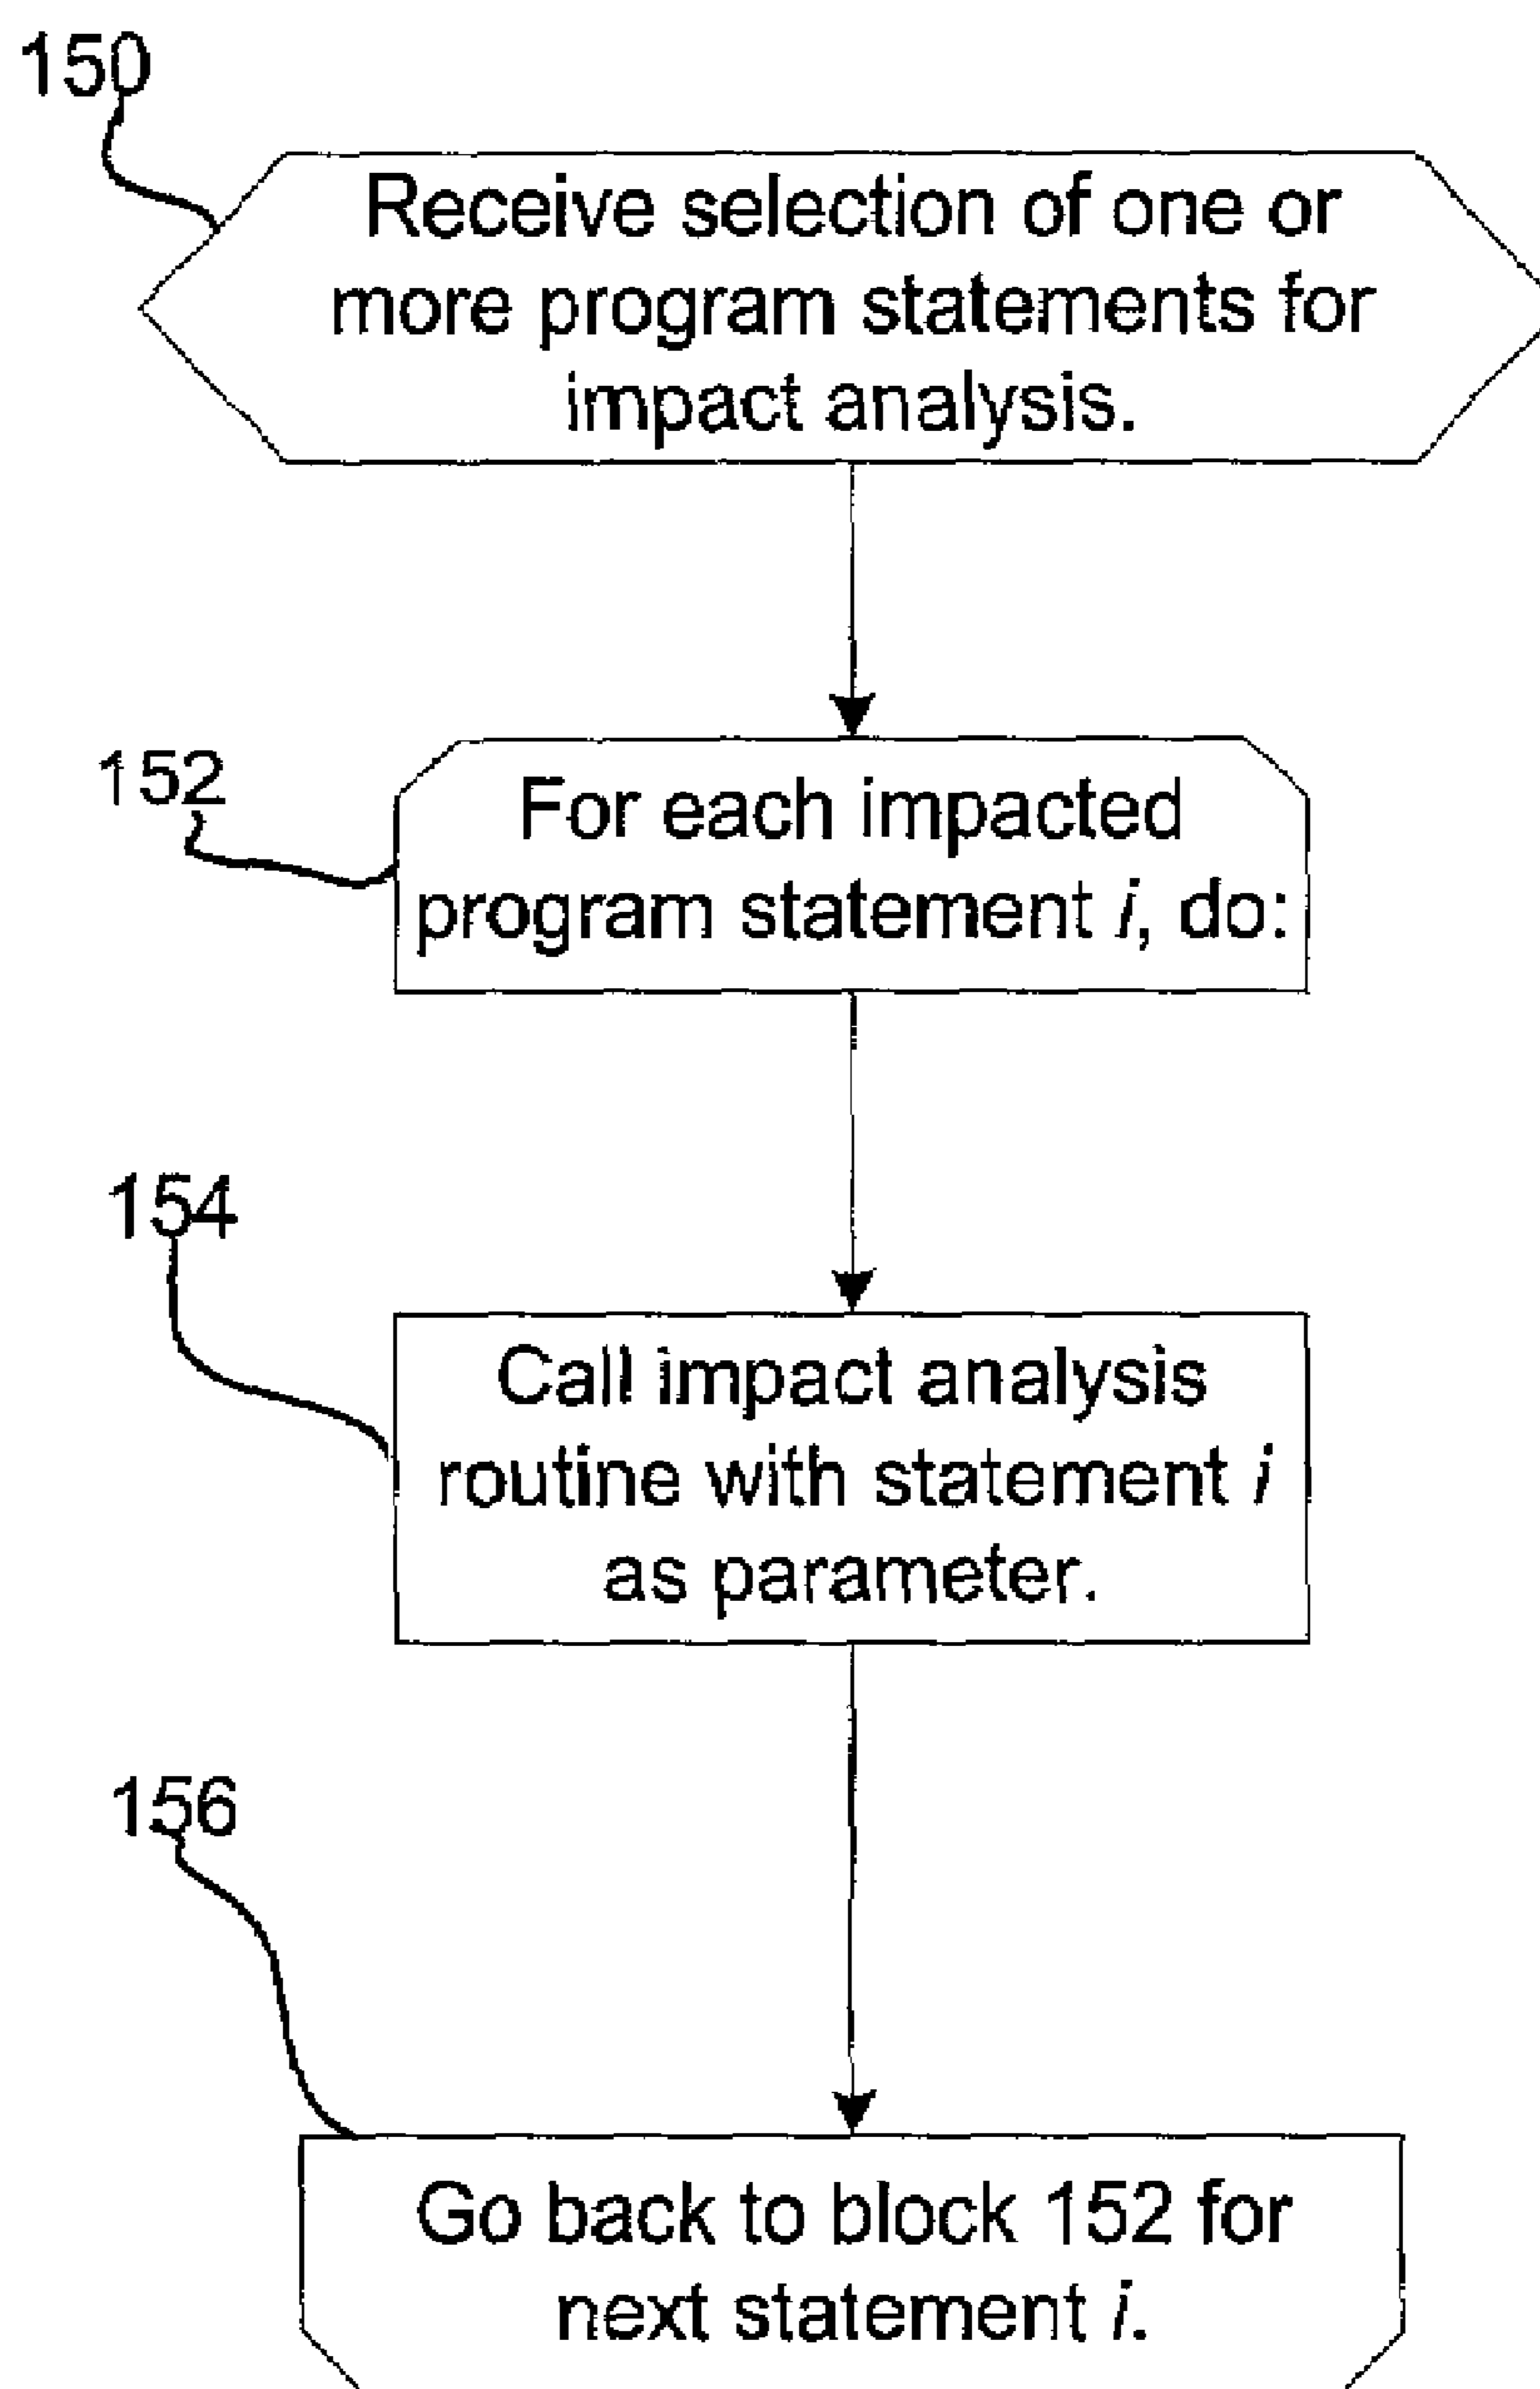 150
Receive selection of one or
more program statements for
impact analysis.
152
For each impacted
program statement i, do:
154
Call impact analysis
routine with statement i
as parameter.
156
Go back to block 152 for
next statement i.